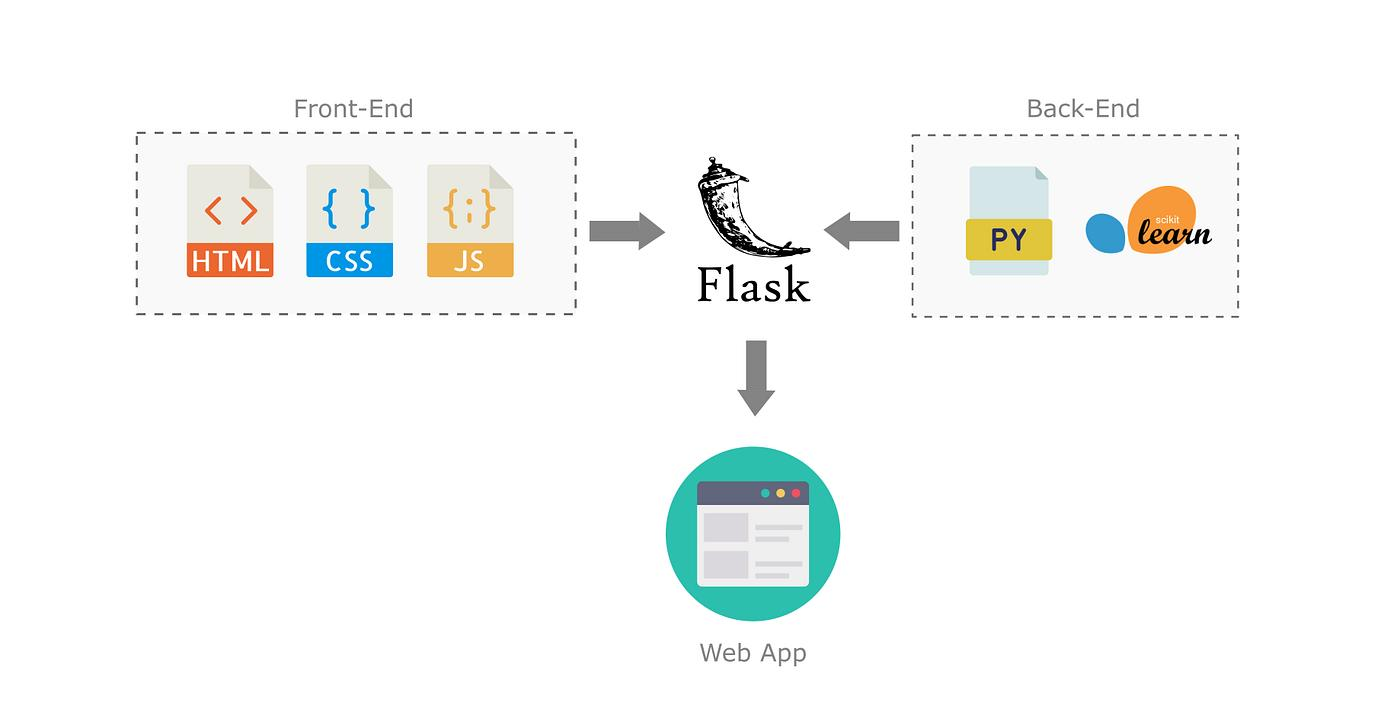 Front-End
Back-End
< >
{ }
{;}
HTML
CSS
JS
PY
scikit
learn
Flask
Web App